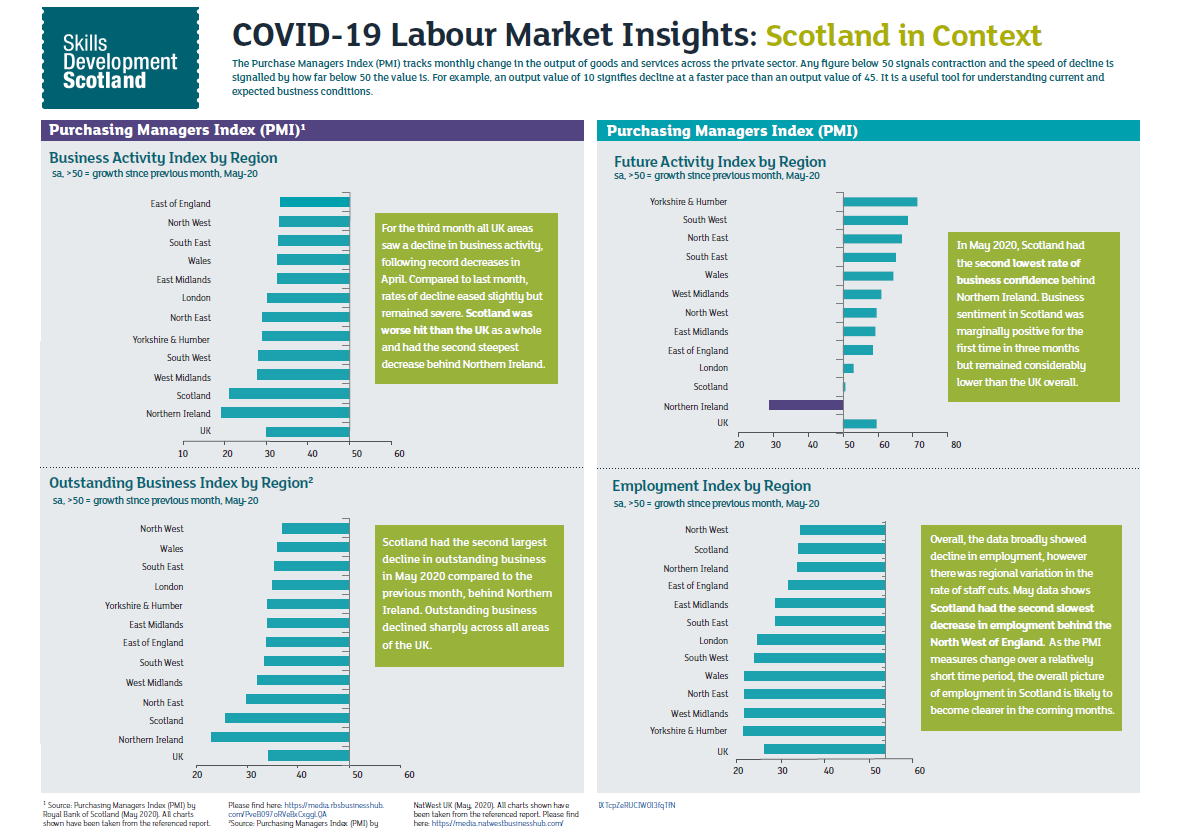 Skills
Development
Scotland
COVID-19 Labour Market Insights: Scotland in Context
The Purchase Managers Index (PMI) tracks monthly change in the output of goods and services across the private sector. Any figure below 50 signals contraction and the speed of decline is
signalled by how far below 50 the value is. For example, an output value of 10 signifies decline at a faster pace than an output value of 45. It is a useful tool for understanding current and
expected business conditions.
Purchasing Managers Index (PMI)¹
Business Activity Index by Region
sa, >50 = growth since previous month, May-20
East of England
North West
South East
Wales
East Midlands
London
North East
Yorkshire & Humber
South West
West Midlands
Scotland
Northern Ireland
UK
10 20 30 40 50 60
For the third month all UK areas
saw a decline in business activity,
following record decreases in
April. Compared to last month,
rates of decline eased slightly but
remained severe. Scotland was
worse hit than the UK as a whole
and had the second steepest
decrease behind Northern Ireland.
Outstanding Business Index by Region²
sa, >50 = growth since previous month, May-20
North West
Wales
South East
London
Yorkshire & Humber
East Midlands
East of England
South West
West Midlands
North East
Scotland
Northern Ireland
UK
20 30 40 50 60
Scotland had the second largest
decline in outstanding business
in May 2020 compared to the
previous month, behind Northern
Ireland. Outstanding business
declined sharply across all areas
of the UK.
Purchasing Managers Index (PMI)
Future Activity Index by Region
sa, >50 = growth since previous month, May-20
Yorkshire & Humber
South West
North East
South East
Wales
West Midlands
North West
East Midlands
East of England
London
Scotland
Northern Ireland
UK
20 30 40 50 60 70 80
In May 2020, Scotland had
the second lowest rate of
business confidence behind
Northern Ireland. Business
sentiment in Scotland was
marginally positive for the
first time in three months
but remained considerably
lower than the UK overall.
Employment Index by Region
sa, >50 = growth since previous month, May-20
North West
Scotland
Northern Ireland
East of England
East Midlands
South East
London
South West
Wales
North East
West Midlands
Yorkshire & Humber
UK
20 30 40 50 60
Overall, the data broadly showed
decline in employment, however
there was regional variation in the
rate of staff cuts. May data shows
Scotland had the second slowest
decrease in employment behind the
North West of England. As the PMI
measures change over a relatively
short time period, the overall picture
of employment in Scotland is likely to
become clearer in the coming months.
¹ Source: Purchasing Managers Index (PMI) by
Royal Bank of Scotland (May 2020). All charts
shown have been taken from the referenced report.
Please find here: https://media.rbsbusinesshub.
²Source: Purchasing Managers Index (PMI) by
NatWest UK (May, 2020). All charts shown have
been taken from the referenced report. Please find
here: https://media.natwestbusinesshub.com/